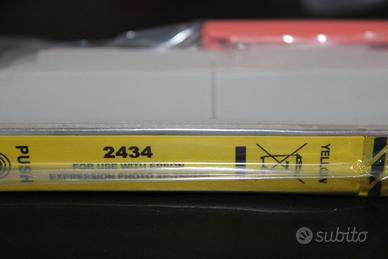 2434
FOR USE WITH EPSON
EXPRESSION PHOTO
PUSH
YELLOW
subito